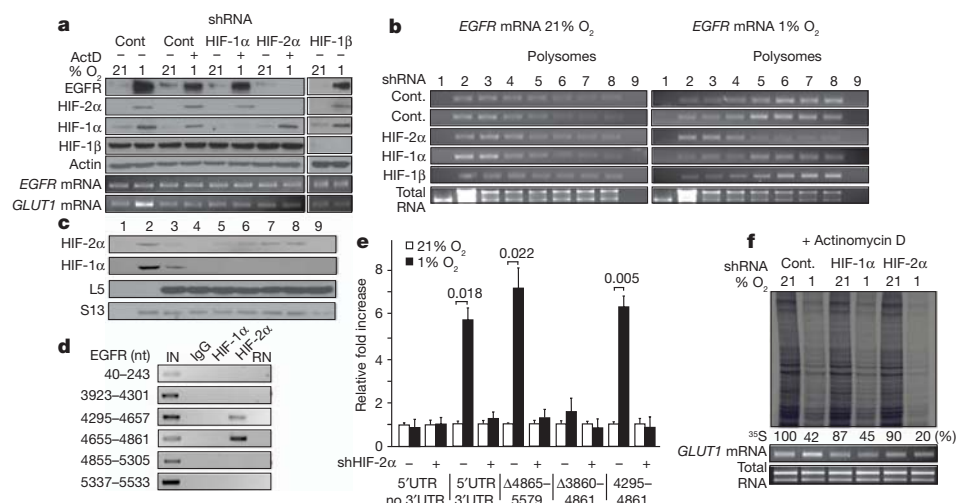 a
shRNA
Cont Cont HIF-1α HIF-2α HIF-1β
ActD − − − + − + − + − −
% O2 21 1 21 1 21 1 21 1 21 1
EGFR
HIF-2α
HIF-1α
HIF-1β
Actin
EGFR mRNA
GLUT1 mRNA
b
EGFR mRNA 21% O2 EGFR mRNA 1% O2
Polysomes Polysomes
shRNA 1 2 3 4 5 6 7 8 9 1 2 3 4 5 6 7 8 9
Cont.
Cont.
HIF-2α
HIF-1α
HIF-1β
Total
RNA
c
1 2 3 4 5 6 7 8 9
HIF-2α
HIF-1α
L5
S13
d
EGFR (nt) IN IgG HIF-1α HIF-2α RN
40–243
3923–4301
4295–4657
4655–4861
4855–5305
5337–5533
e
21% O2
1% O2
Relative fold increase
8
6
4
2
0
0.018 0.022 0.005
shHIF-2α − + − + − + − + − +
5′UTR 5′UTR Δ4865– Δ3860– 4295–
no 3′UTR 3′UTR 5579 4861 4861
f
+ Actinomycin D
shRNA Cont. HIF-1α HIF-2α
% O2 21 1 21 1 21 1
35S 100 42 87 45 90 20 (%)
GLUT1 mRNA
Total
RNA